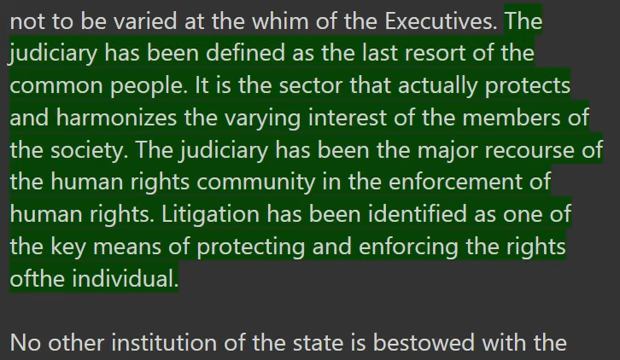 not to be varied at the whim of the Executives. The
judiciary has been defined as the last resort of the
common people. It is the sector that actually protects
and harmonizes the varying interest of the members of
the society. The judiciary has been the major recourse of
the human rights community in the enforcement of
human rights. Litigation has been identified as one of
the key means of protecting and enforcing the rights
ofthe individual.
No other institution of the state is bestowed with the